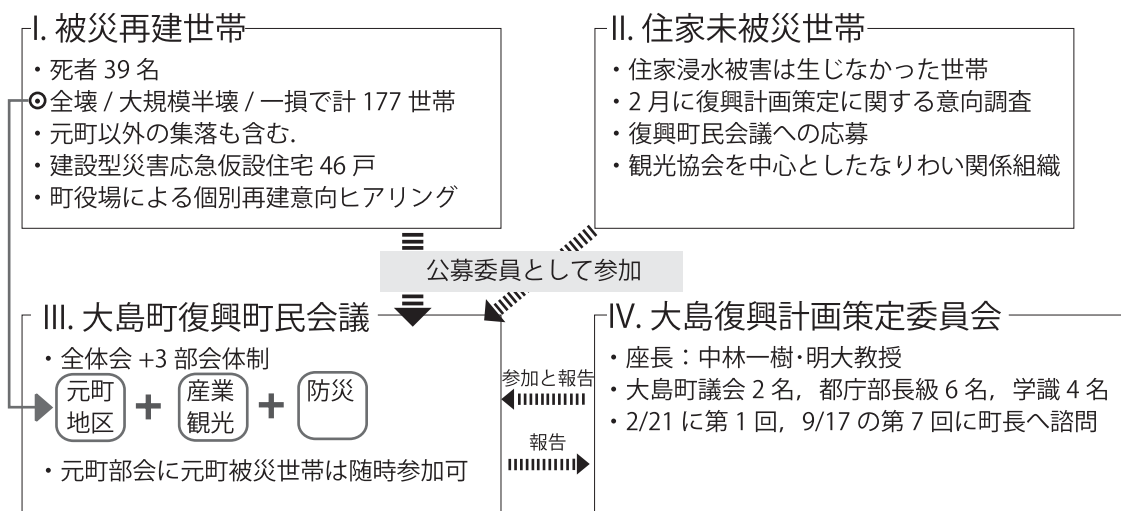 I. 被災再建世帯
・死者 39 名
全壊 / 大規模半壊 / 一損で計 177 世帯
・元町以外の集落も含む.
・建設型災害応急仮設住宅 46 戸
・町役場による個別再建意向ヒアリング
II. 住家未被災世帯
・住家浸水被害は生じなかった世帯
・2 月に復興計画策定に関する意向調査
・復興町民会議への応募
・観光協会を中心としたなりわい関係組織
公募委員として参加
III. 大島町復興町民会議
・全体会 +3 部会体制
元町
地区
+
産業
観光
+
防災
・元町部会に元町被災世帯は随時参加可
参加と報告
報告
IV. 大島復興計画策定委員会
・座長：中林一樹・明大教授
・大島町議会 2 名，都庁部長級 6 名，学識 4 名
・2/21 に第 1 回，9/17 の第 7 回に町長へ諮問